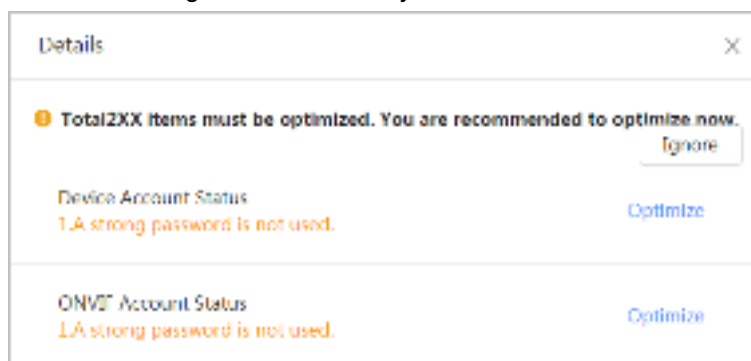 Details
Total2XX items must be optimized. You are recommended to optimize now.
Ignore
Device Account Status
1.A strong password is not used.
Optimize
ONVIF Account Status
1.A strong password is not used.
Optimize